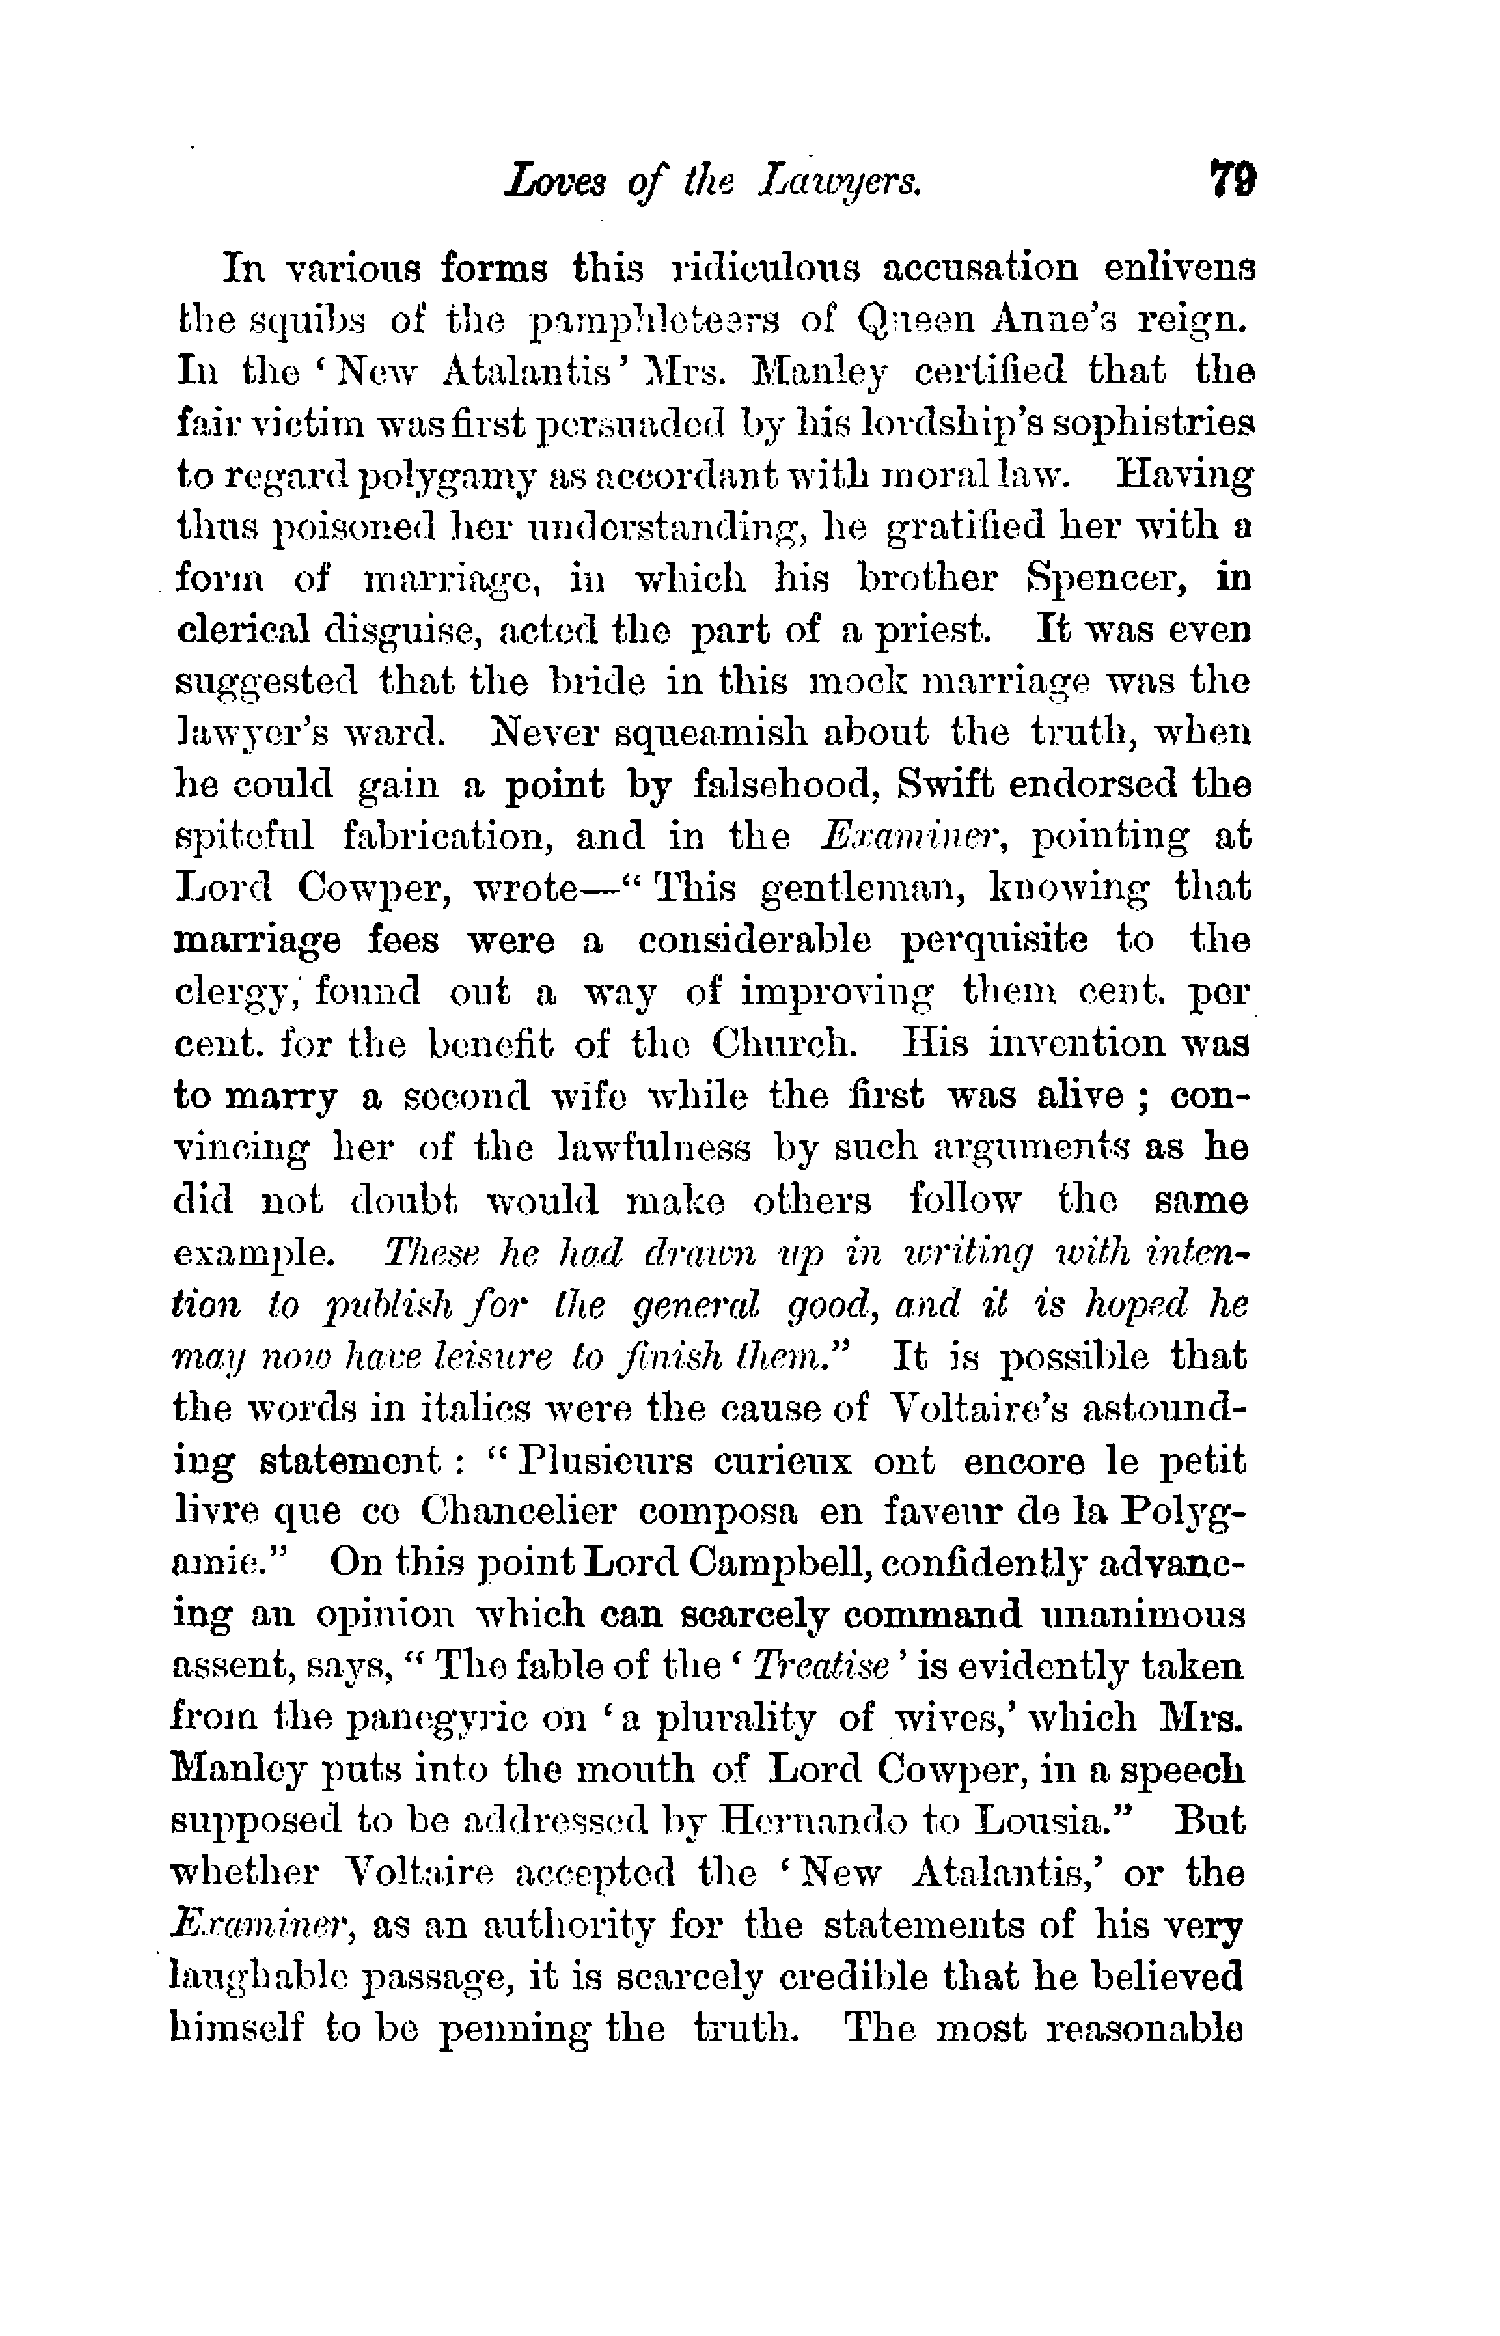 Loves of the Lawyers. 79
In various forms this ridiculous accusation enlivens
the squibs of the pamphleteers of Queen Anne's reign.
In the ‘New Atalantis’ Mrs. Manley certified that the
fair victim was first persuaded by his lordship's sophistries
to regard polygamy as accordant with moral law. Having
thus poisoned her understanding, he gratified her with a
form of marriage, in which his brother Spencer, in
clerical disguise, acted the part of a priest. It was even
suggested that the bride in this mock marriage was the
lawyer's ward. Never squeamish about the truth, when
he could gain a point by falsehood, Swift endorsed the
spiteful fabrication, and in the Examiner, pointing at
Lord Cowper, wrote—“This gentleman, knowing that
marriage fees were a considerable perquisite to the
clergy, found out a way of improving them cent. per
cent. for the benefit of the Church. His invention was
to marry a second wife while the first was alive ; con-
vincing her of the lawfulness by such arguments as he
did not doubt would make others follow the same
example. These he had drawn up in writing with inten-
tion to publish for the general good, and it is hoped he
may now have leisure to finish them.” It is possible that
the words in italics were the cause of Voltaire's astound-
ing statement : “Plusieurs curieux ont encore le petit
livre que ce Chancelier composa en faveur de la Polyg-
amie.” On this point Lord Campbell, confidently advanc-
ing an opinion which can scarcely command unanimous
assent, says, “The fable of the ‘Treatise’ is evidently taken
from the panegyric on ‘a plurality of wives,’ which Mrs.
Manley puts into the mouth of Lord Cowper, in a speech
supposed to be addressed by Hernando to Lousia.” But
whether Voltaire accepted the ‘New Atalantis,’ or the
Examiner, as an authority for the statements of his very
laughable passage, it is scarcely credible that he believed
himself to be penning the truth. The most reasonable